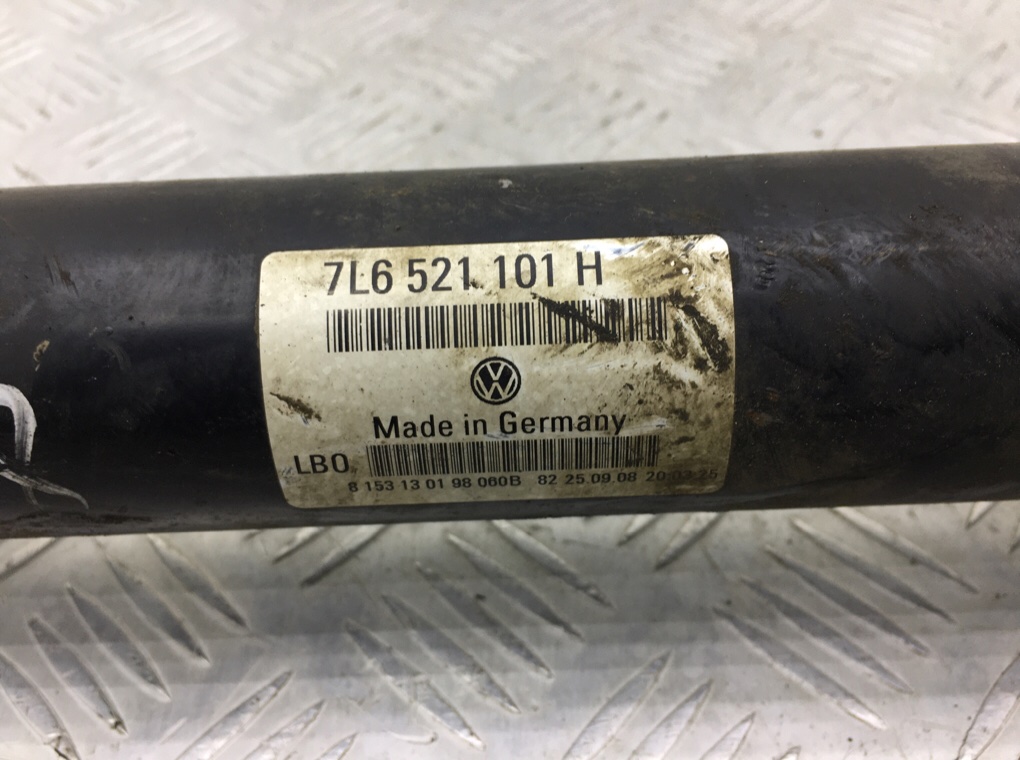 7L6 521 101 H
Made in Germany
LBO
8 153 13 01 98 060B 82 25.09.08 20:03:25